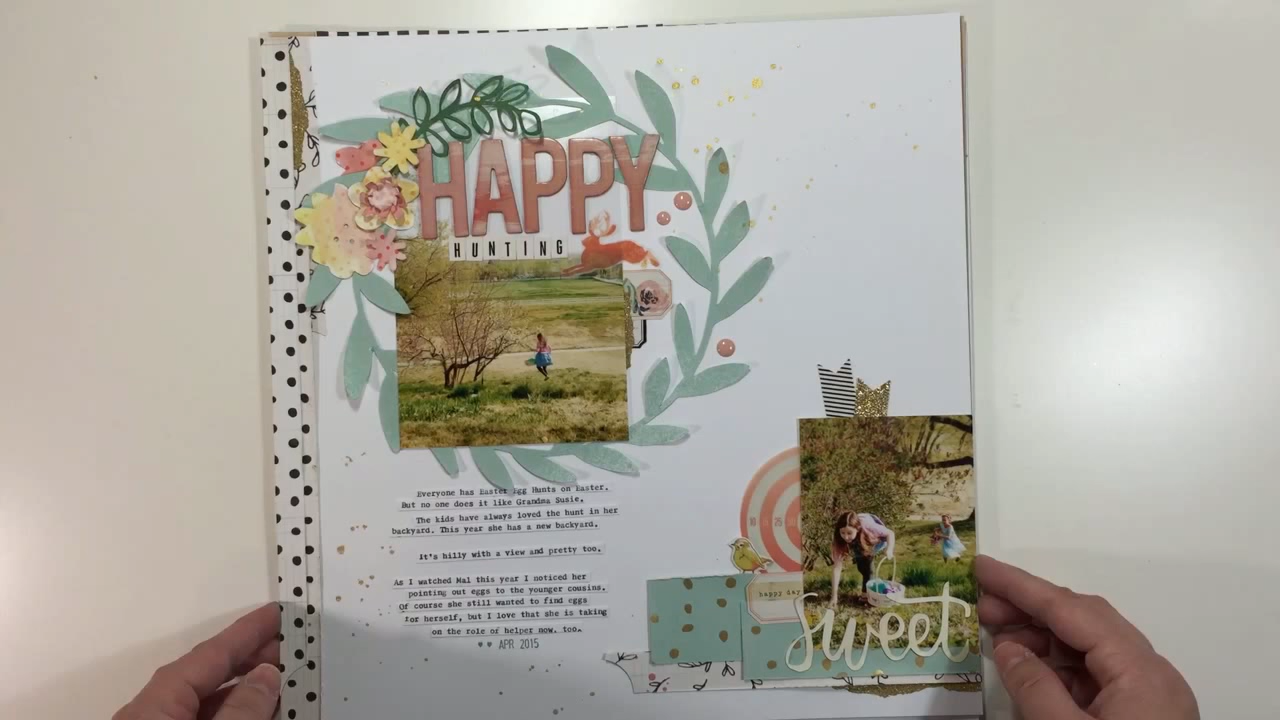 HAPPY
HUNTING
Everyone has Easter Egg Hunts on Easter.
But no one does it like Grandma Susie.
The kids have always loved the hunt in her
backyard. This year she has a new backyard.
It's hilly with a view and pretty too.
As I watched Mal this year I noticed her
pointing out eggs to the younger cousins.
Of course she still wanted to find eggs
for herself, but I love that she is taking
on the role of helper now, too.
♥♥ APR 2015
10 25
happy day
sweet